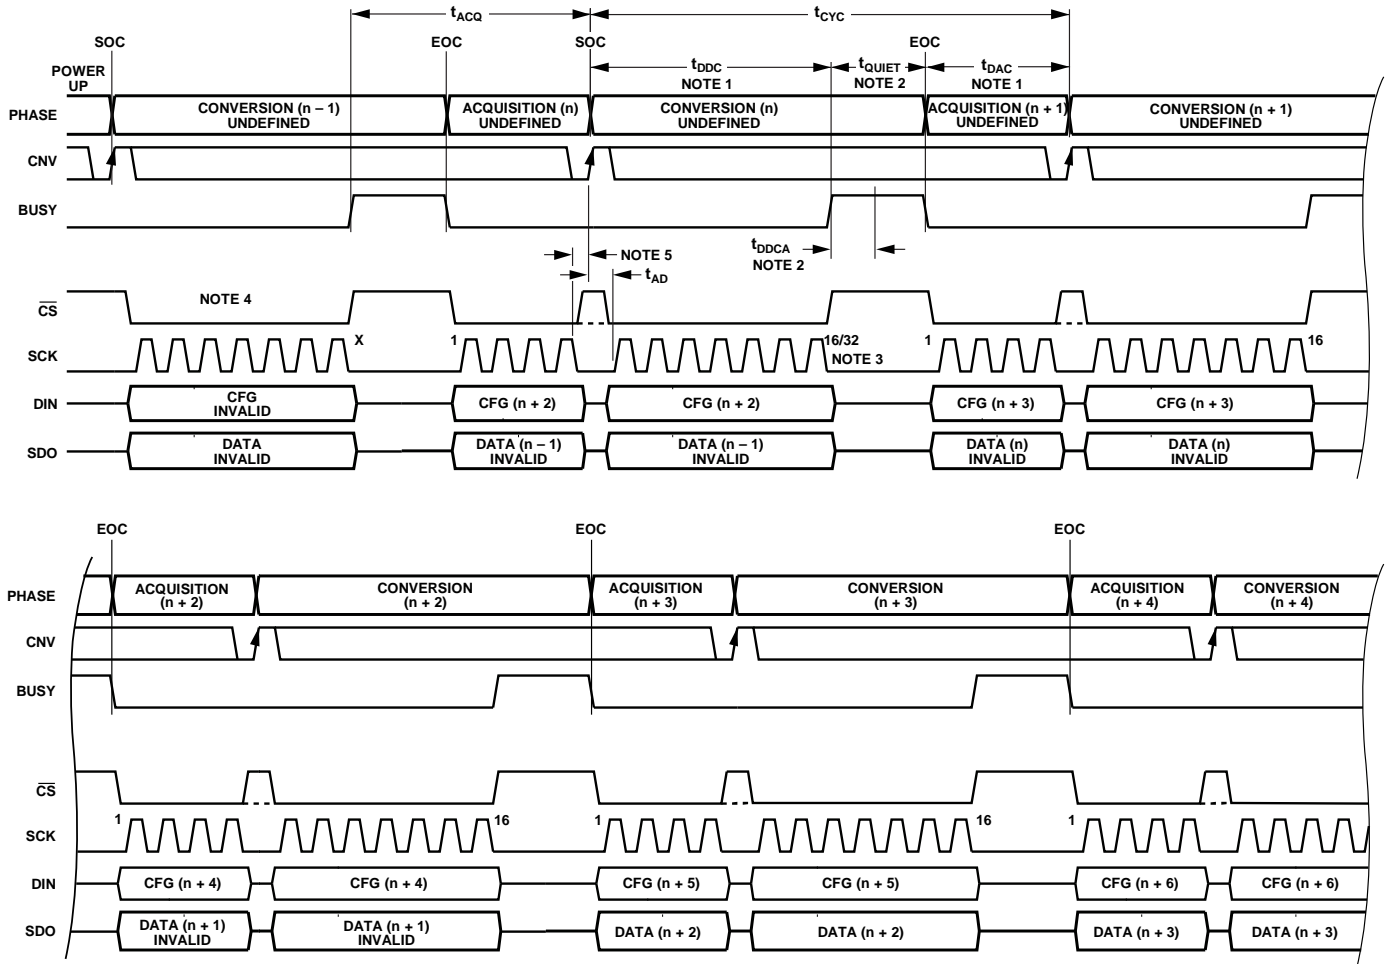 tACQ
tCYC
SOC
EOC
SOC
EOC
POWER
UP
tDDC
NOTE 1
tQUIET
NOTE 2
tDAC
NOTE 1
PHASE
CONVERSION (n – 1)
UNDEFINED
ACQUISITION (n)
UNDEFINED
CONVERSION (n)
UNDEFINED
ACQUISITION (n + 1)
UNDEFINED
CONVERSION (n + 1)
UNDEFINED
CNV
BUSY
NOTE 5
tDDCA
NOTE 2
tAD
CS
NOTE 4
SCK
X
1
16/32
NOTE 3
1
16
DIN
CFG
INVALID
CFG (n + 2)
CFG (n + 2)
CFG (n + 3)
CFG (n + 3)
SDO
DATA
INVALID
DATA (n – 1)
INVALID
DATA (n – 1)
INVALID
DATA (n)
INVALID
DATA (n)
INVALID
EOC
EOC
EOC
PHASE
ACQUISITION
(n + 2)
CONVERSION
(n + 2)
ACQUISITION
(n + 3)
CONVERSION
(n + 3)
ACQUISITION
(n + 4)
CONVERSION
(n + 4)
CNV
BUSY
CS
SCK
1
16
1
16
1
DIN
CFG (n + 4)
CFG (n + 4)
CFG (n + 5)
CFG (n + 5)
CFG (n + 6)
CFG (n + 6)
SDO
DATA (n + 1)
INVALID
DATA (n + 1)
INVALID
DATA (n + 2)
DATA (n + 2)
DATA (n + 3)
DATA (n + 3)